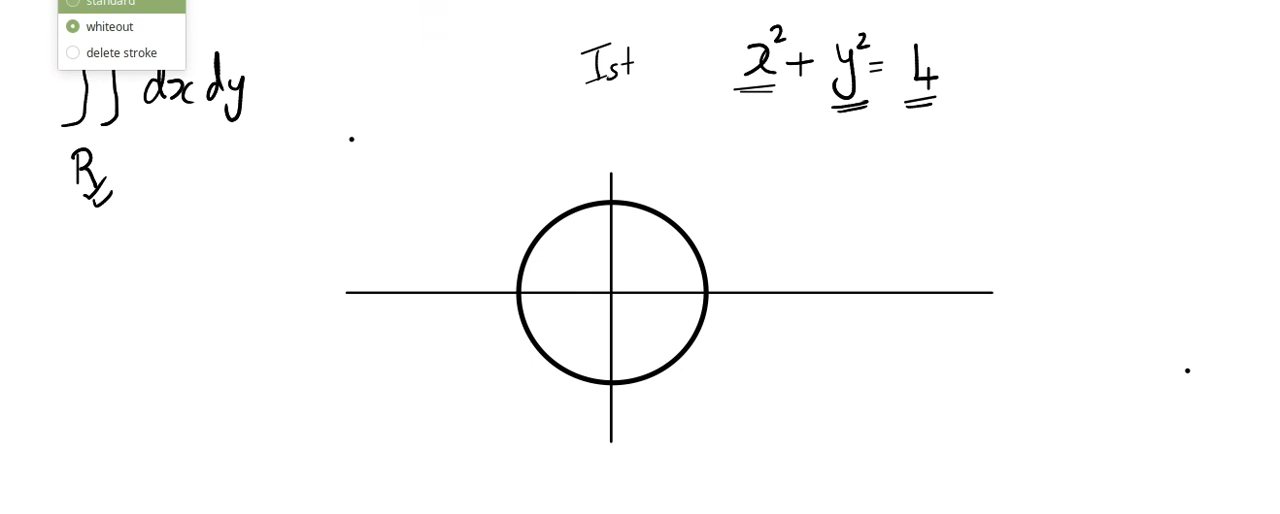 standard
whiteout
delete stroke
∬ dx dy
R
Ist
x² + y² = 4